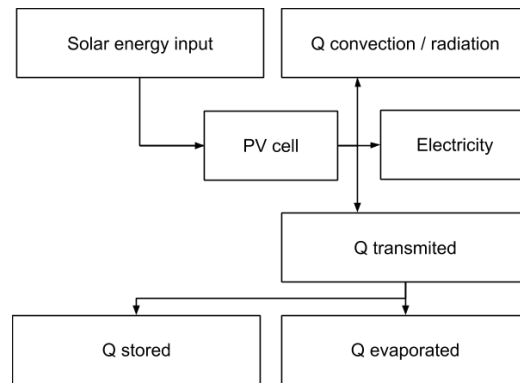 Solar energy input
Q convection / radiation
PV cell
Electricity
Q transmited
Q stored
Q evaporated